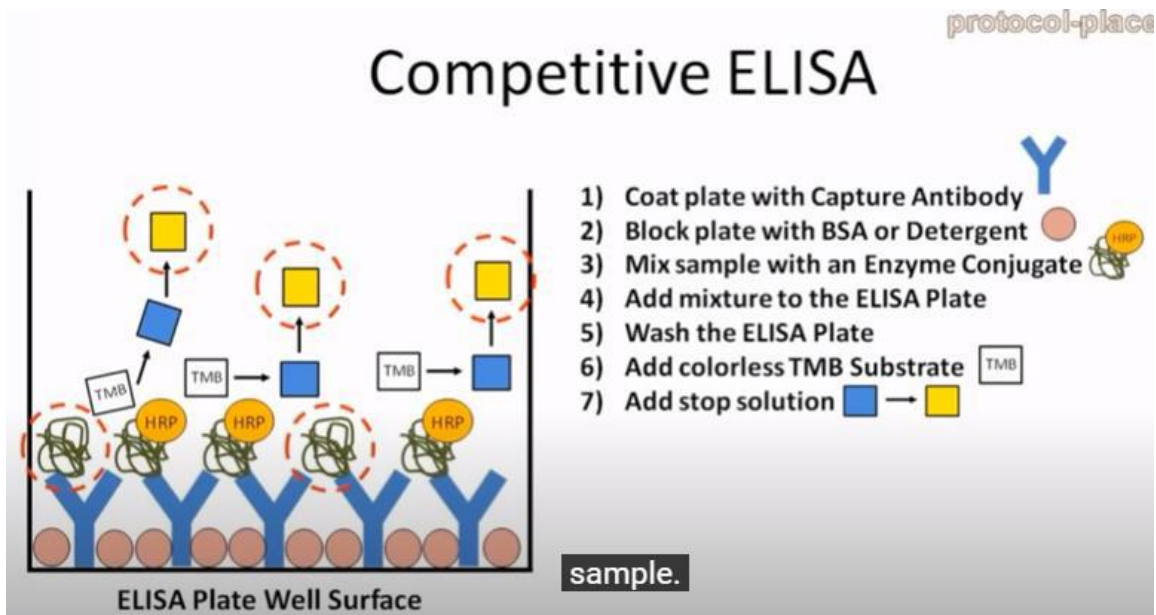 protocol-place
Competitive ELISA
1) Coat plate with Capture Antibody
2) Block plate with BSA or Detergent
HRP
3) Mix sample with an Enzyme Conjugate
4) Add mixture to the ELISA Plate
5) Wash the ELISA Plate
6) Add colorless TMB Substrate TMB
7) Add stop solution
TMB TMB TMB
HRP HRP HRP
sample.
ELISA Plate Well Surface